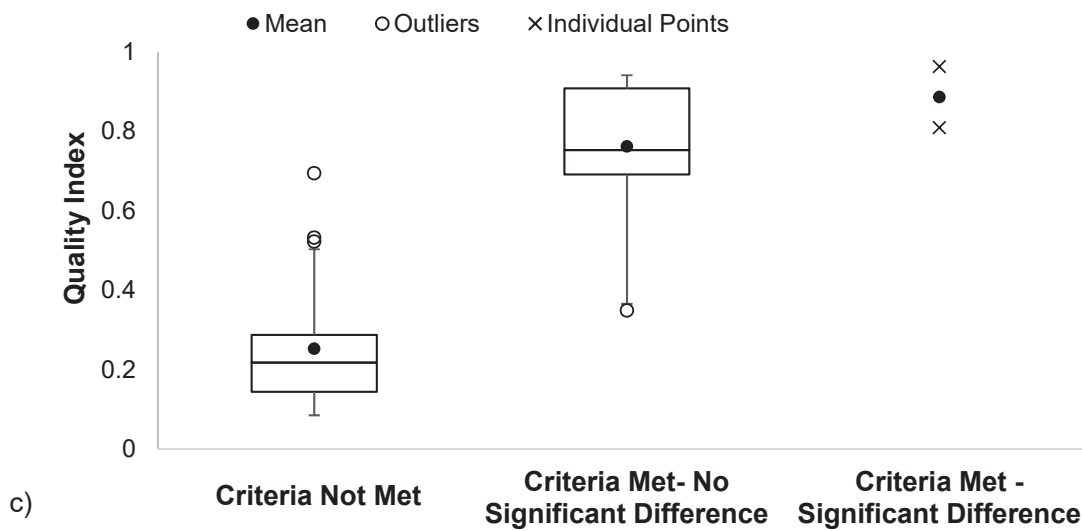 Mean Outliers Individual Points
1
0.8
0.6
0.4
0.2
0
Quality Index
Criteria Not Met
Criteria Met- No
Significant Difference
Criteria Met -
Significant Difference
c)